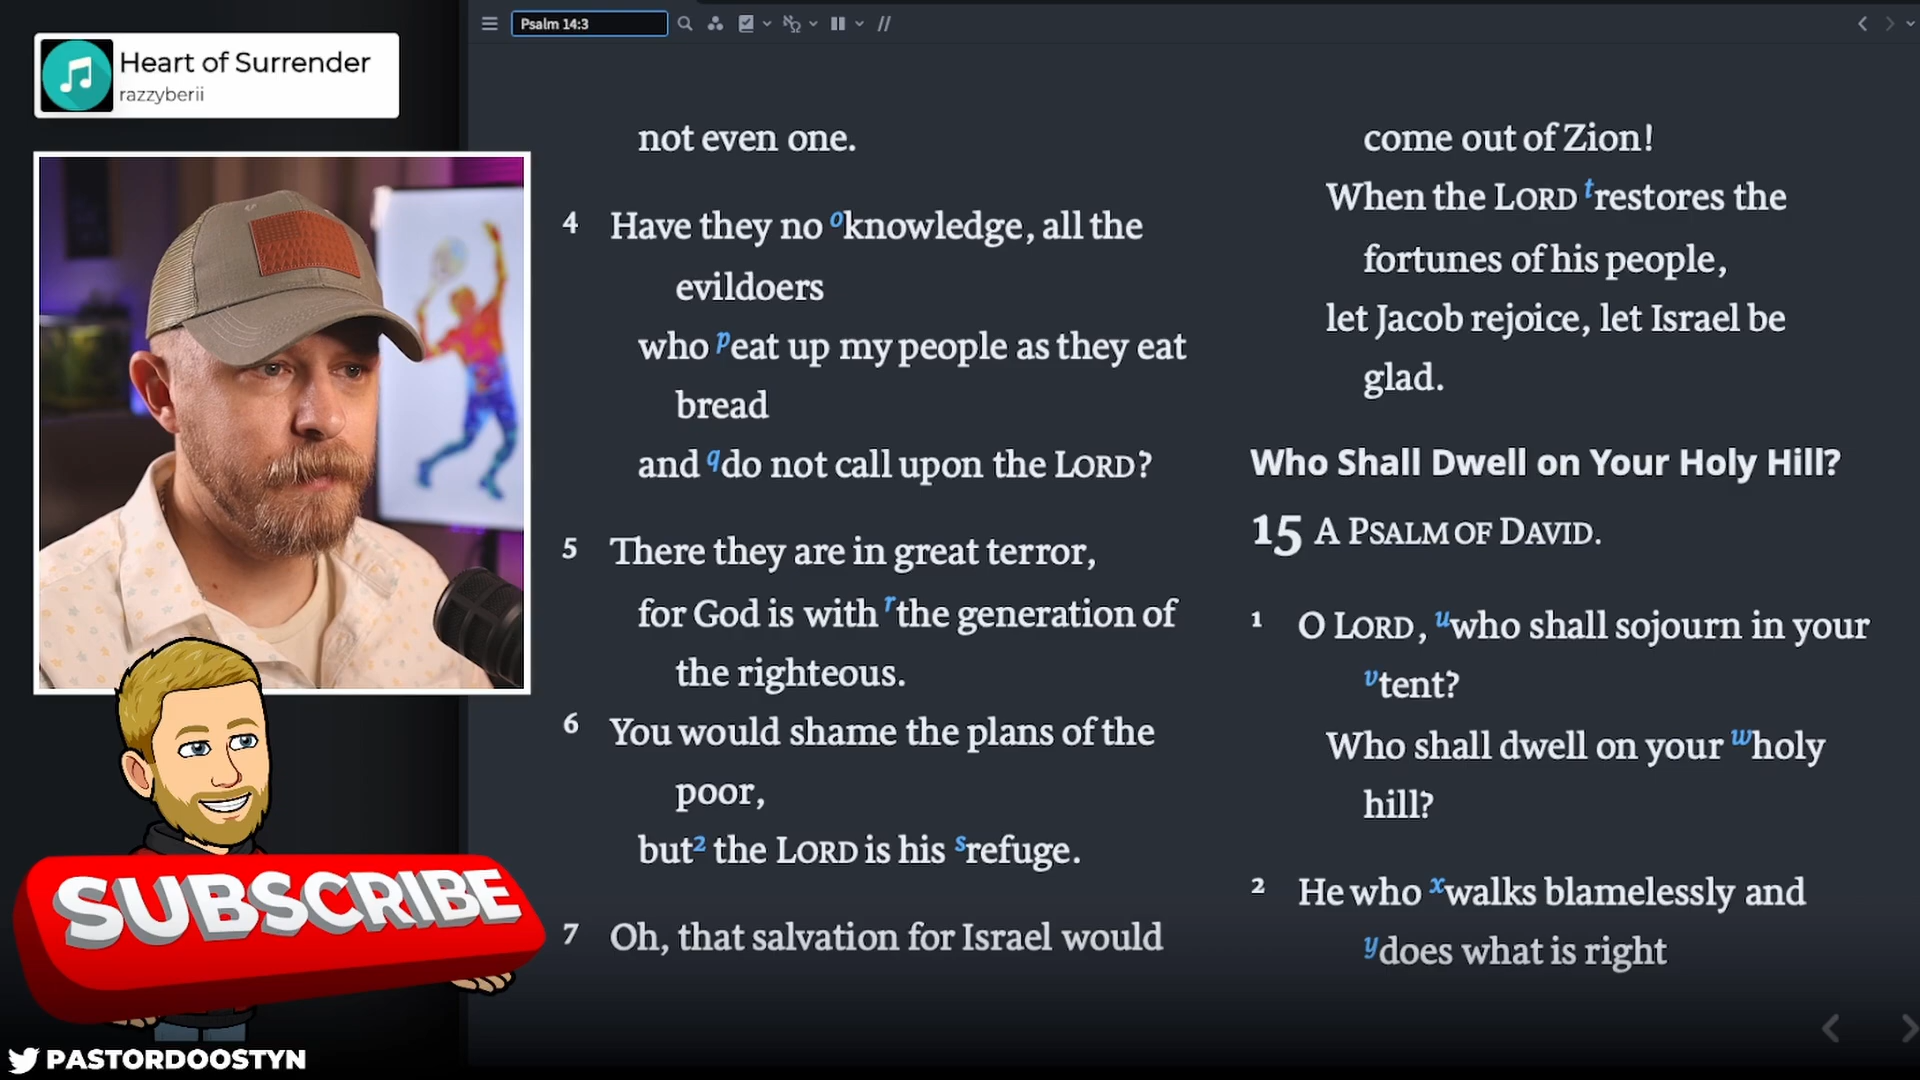 Psalm 14:3
Heart of Surrender
razzyberii
not even one.
4 Have they no oknowledge, all the
evildoers
who peat up my people as they eat
bread
and qdo not call upon the LORD?
5 There they are in great terror,
for God is with rthe generation of
the righteous.
6 You would shame the plans of the
poor,
but2 the LORD is his srefuge.
7 Oh, that salvation for Israel would
come out of Zion!
When the LORD trestores the
fortunes of his people,
let Jacob rejoice, let Israel be
glad.
Who Shall Dwell on Your Holy Hill?
15 A PSALM OF DAVID.
1 O LORD, uwho shall sojourn in your
vtent?
Who shall dwell on your wholy
hill?
2 He who xwalks blamelessly and
ydoes what is right
SUBSCRIBE
PASTORDOOSTYN